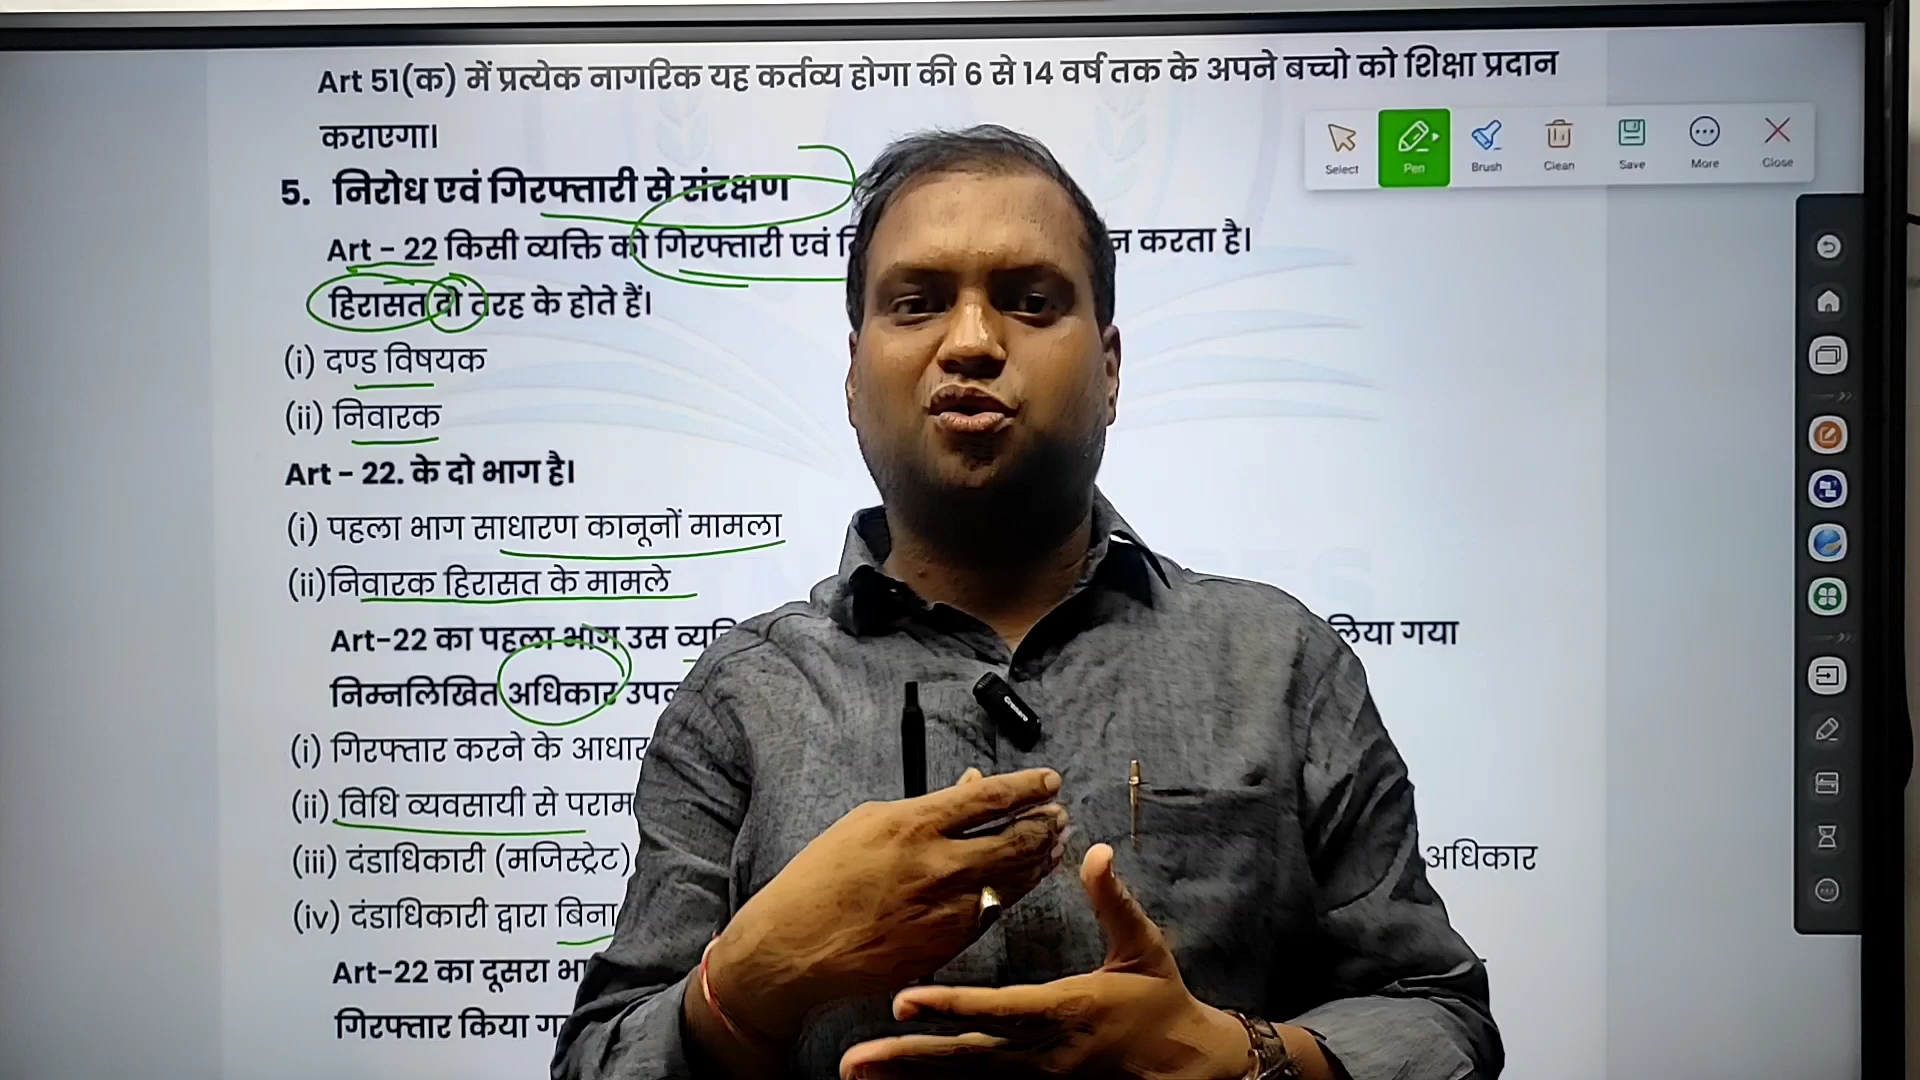 Art 51(क) में प्रत्येक नागरिक यह कर्तव्य होगा की 6 से 14 वर्ष तक के अपने बच्चो को शिक्षा प्रदान
कराएगा।
5. निरोध एवं गिरफ्तारी से संरक्षण
Art - 22 किसी व्यक्ति को गिरफ्तारी एवं करता है।
हिरासत दो तरह के होते हैं।
(i) दण्ड विषयक
(ii) निवारक
Art - 22. के दो भाग है।
(i) पहला भाग साधारण कानूनों मामला
(ii)निवारक हिरासत के मामले
Art-22 का पहला भाग उस लिया गया
निम्नलिखित अधिकार
(i) गिरफ्तार करने के आधार
(ii) विधि व्यवसायी से
(iii) दंडाधिकारी (मजिस्ट्रेट) अधिकार
(iv) दंडाधिकारी द्वारा बिना
Art-22 का दूसरा
गिरफ्तार किया
Select
Pen
Brush
Clean
Save
More
Close